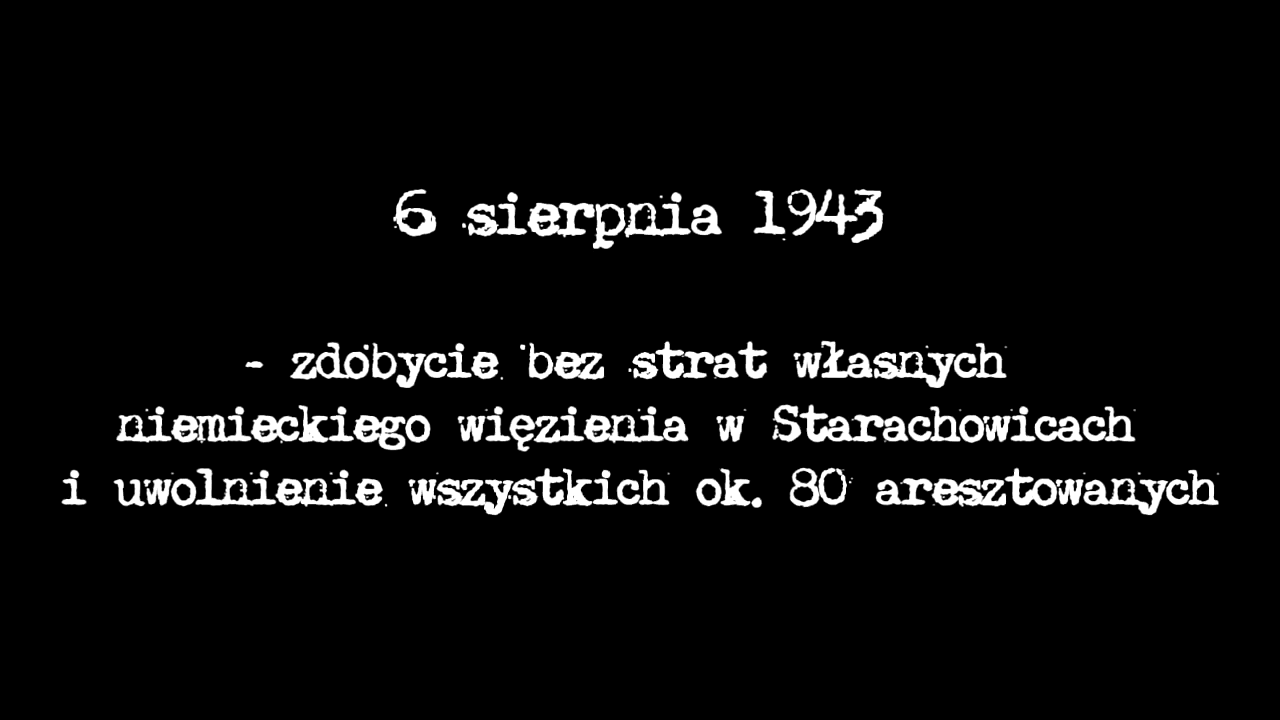 6 sierpnia 1943
- zdobycie bez strat własnych
niemieckiego więzienia w Starachowicach
i uwolnienie wszystkich ok. 80 aresztowanych